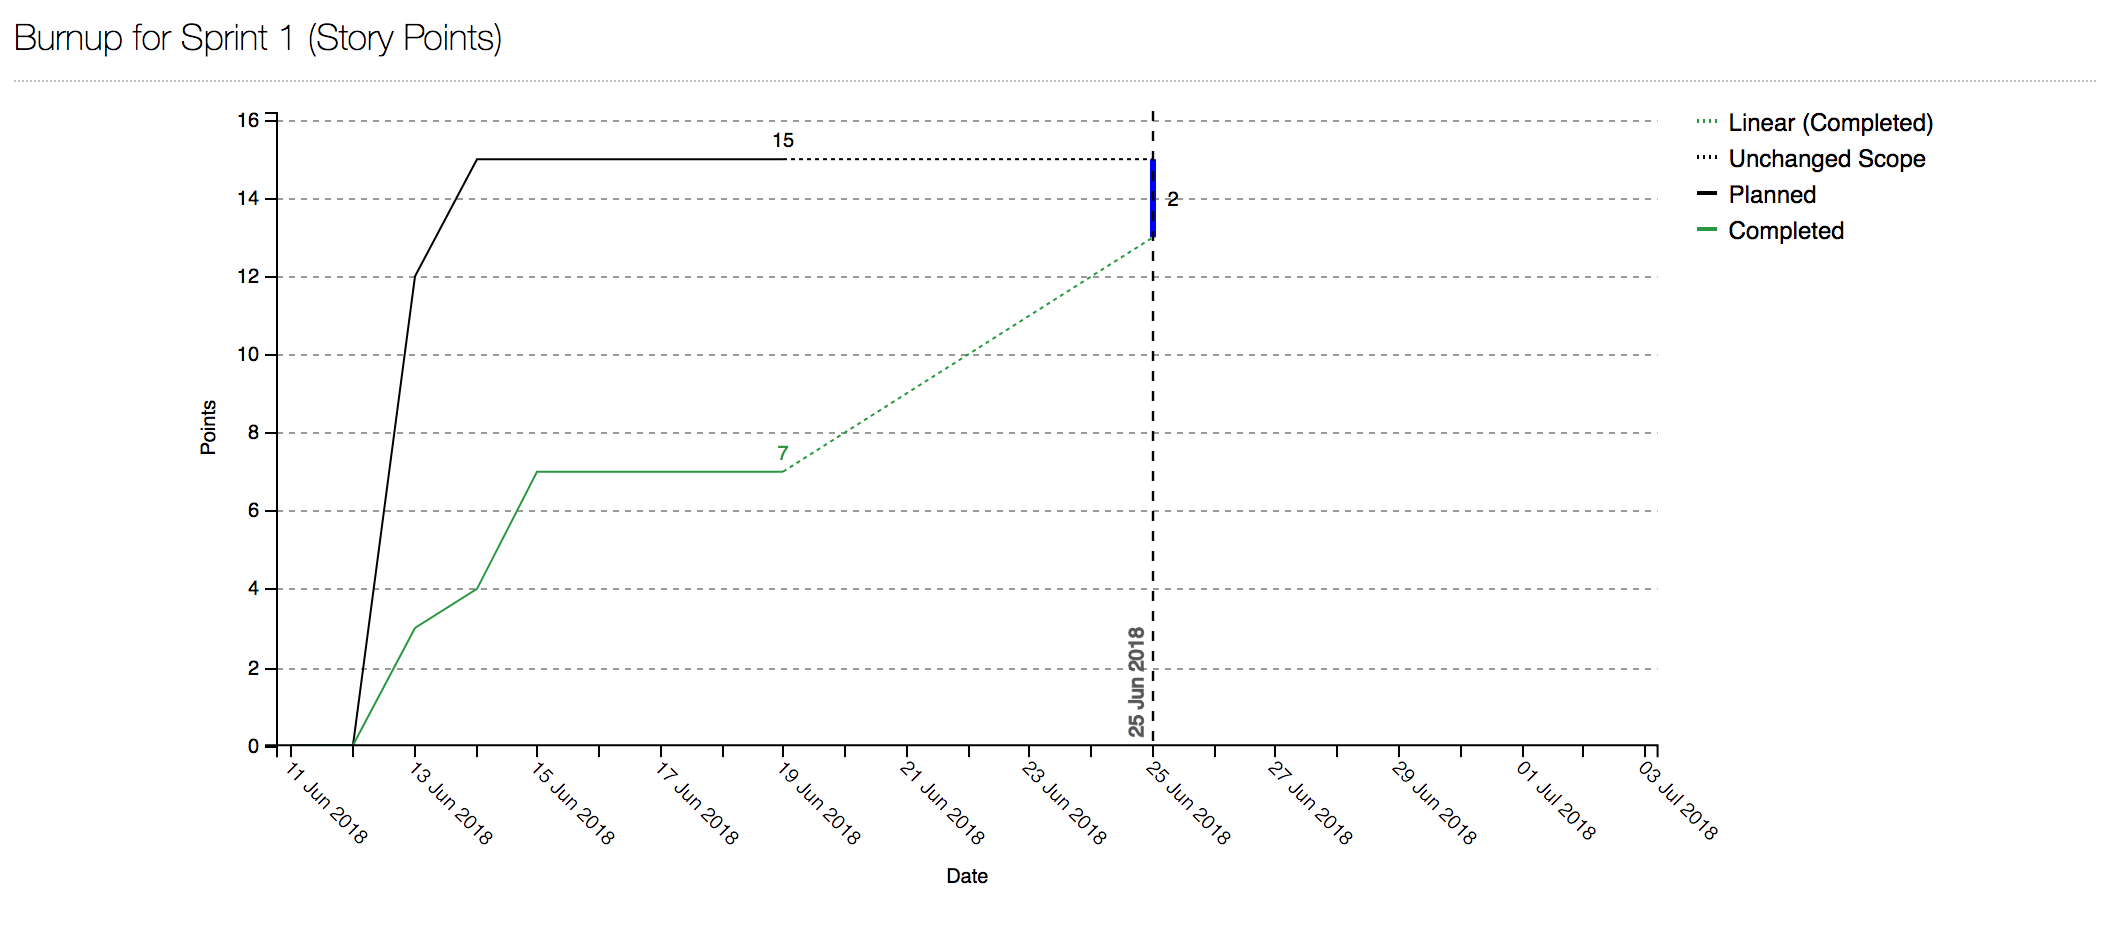 Burnup for Sprint 1 (Story Points)
16
14
12
10
8
6
4
2
0
Points
15
7
2
25 Jun 2018
11 Jun 2018
13 Jun 2018
15 Jun 2018
17 Jun 2018
19 Jun 2018
21 Jun 2018
23 Jun 2018
25 Jun 2018
27 Jun 2018
29 Jun 2018
01 Jul 2018
03 Jul 2018
Date
Linear (Completed)
Unchanged Scope
Planned
Completed